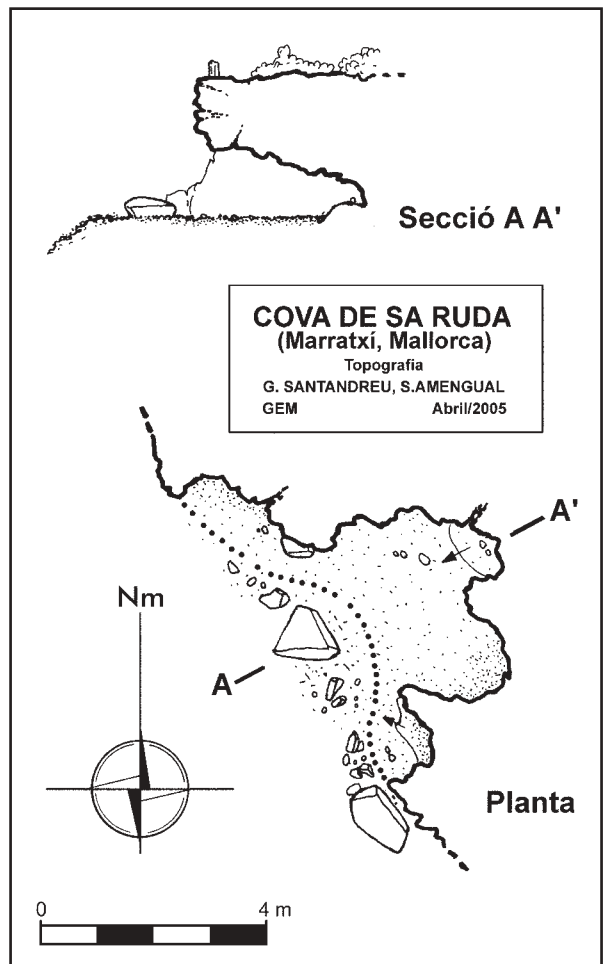 Secció A A'
COVA DE SA RUDA
(Marratxí, Mallorca)
Topografia
G. SANTANDREU, S.AMENGUAL
GEM Abril/2005
A'
Nm
A
Planta
0 4 m